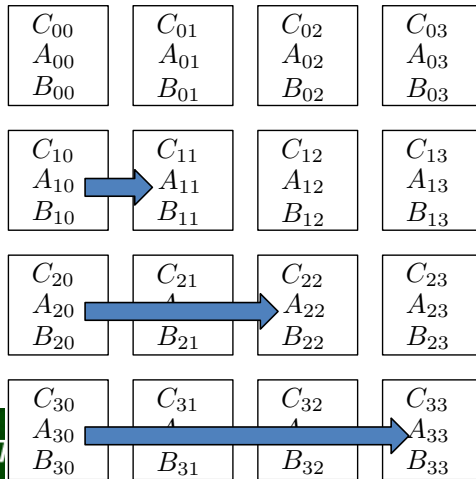 C₀₀ C₀₁ C₀₂ C₀₃
A₀₀ A₀₁ A₀₂ A₀₃
B₀₀ B₀₁ B₀₂ B₀₃
C₁₀ C₁₁ C₁₂ C₁₃
A₁₀ A₁₁ A₁₂ A₁₃
B₁₀ B₁₁ B₁₂ B₁₃
C₂₀ C₂₁ C₂₂ C₂₃
A₂₀ A₂₂ A₂₃
B₂₀ B₂₁ B₂₂ B₂₃
C₃₀ C₃₁ C₃₂ C₃₃
A₃₀ A₃₃
B₃₀ B₃₁ B₃₂ B₃₃